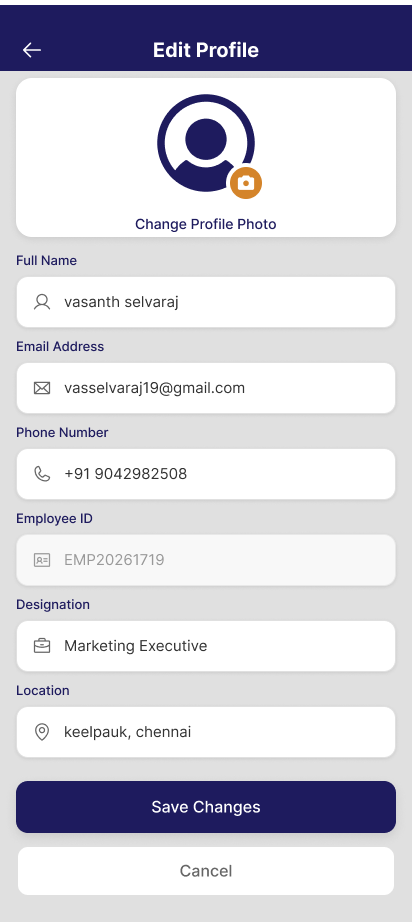 Edit Profile
Change Profile Photo
Full Name
vasanth selvaraj
Email Address
vasselvaraj19@gmail.com
Phone Number
+91 9042982508
Employee ID
EMP20261719
Designation
Marketing Executive
Location
keelpauk, chennai
Save Changes
Cancel